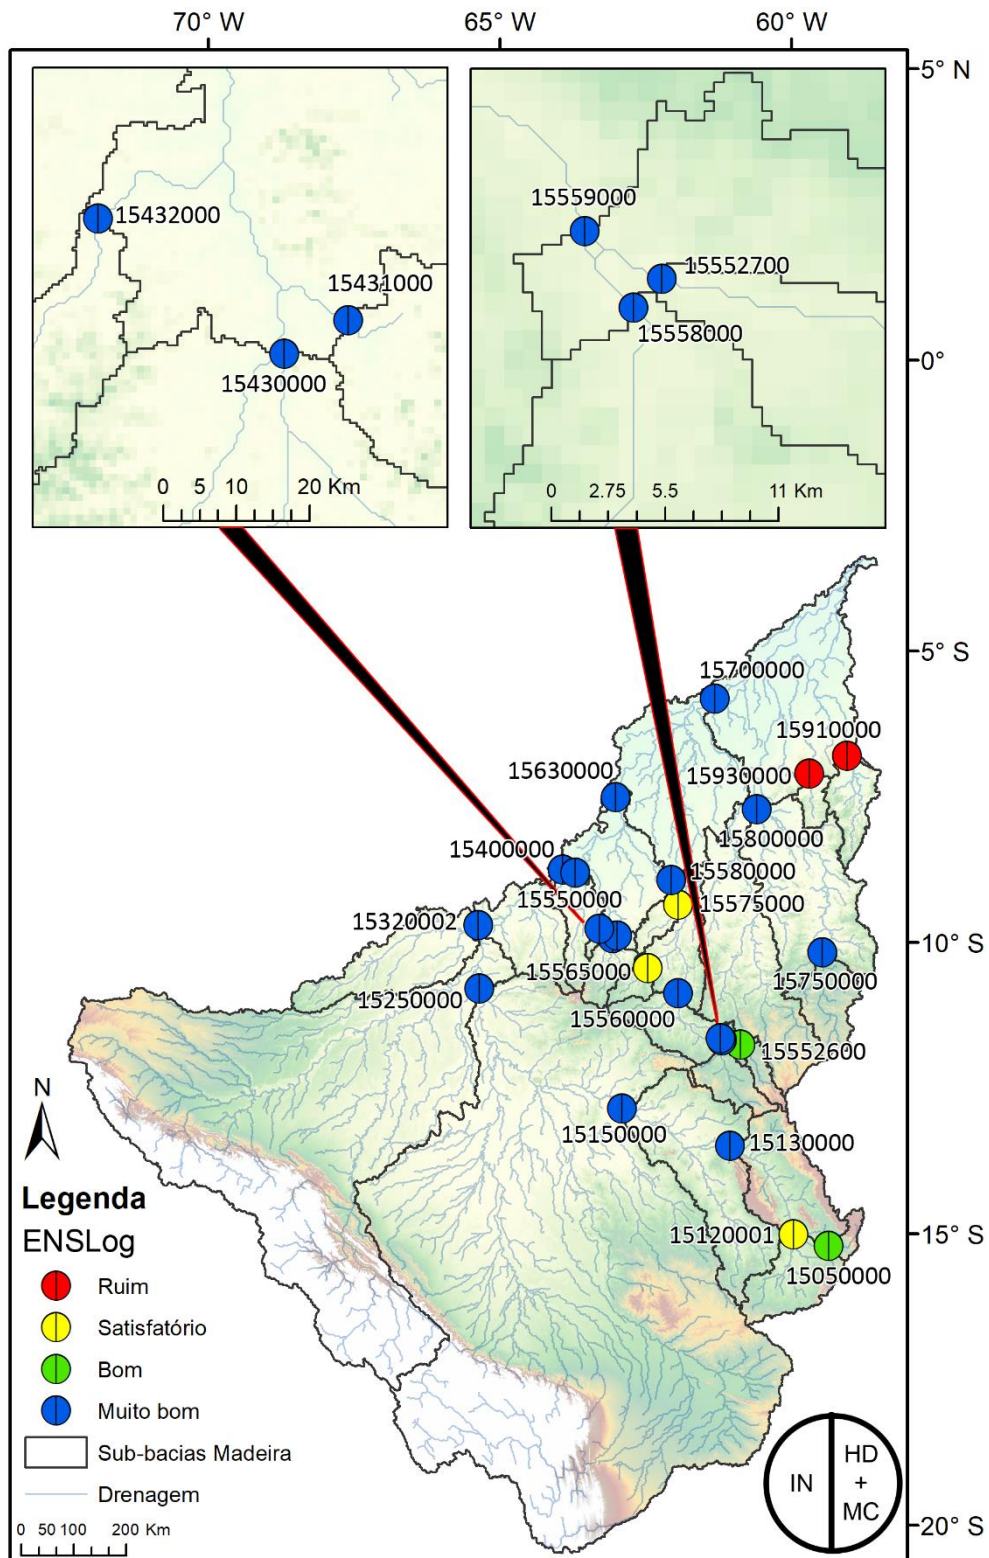 70° W
65° W
60° W
5° N
15432000
15431000
15430000
0 5 10 20 Km
15559000
15552700
15558000
0 2.75 5.5 11 Km
0°
5° S
15700000
15910000
15630000
15930000
15800000
15400000
15580000
15550000
15575000
15320002
10° S
15565000
15750000
15250000
15560000
15552600
N
15150000
15130000
15120001
15° S
15050000
Legenda
ENSLog
Ruim
Satisfatório
Bom
Muito bom
Sub-bacias Madeira
Drenagem
0 50 100 200 Km
IN
HD
+
MC
20° S